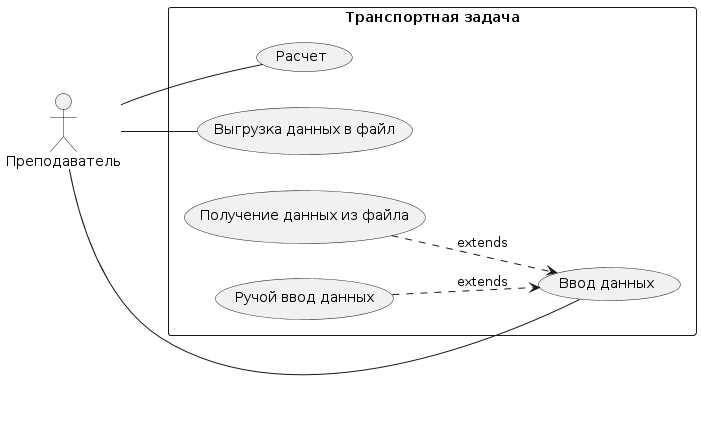 Транспортная задача
Расчет
Выгрузка данных в файл
Преподаватель
Получение данных из файла
extends
Ручой ввод данных
extends
Ввод данных